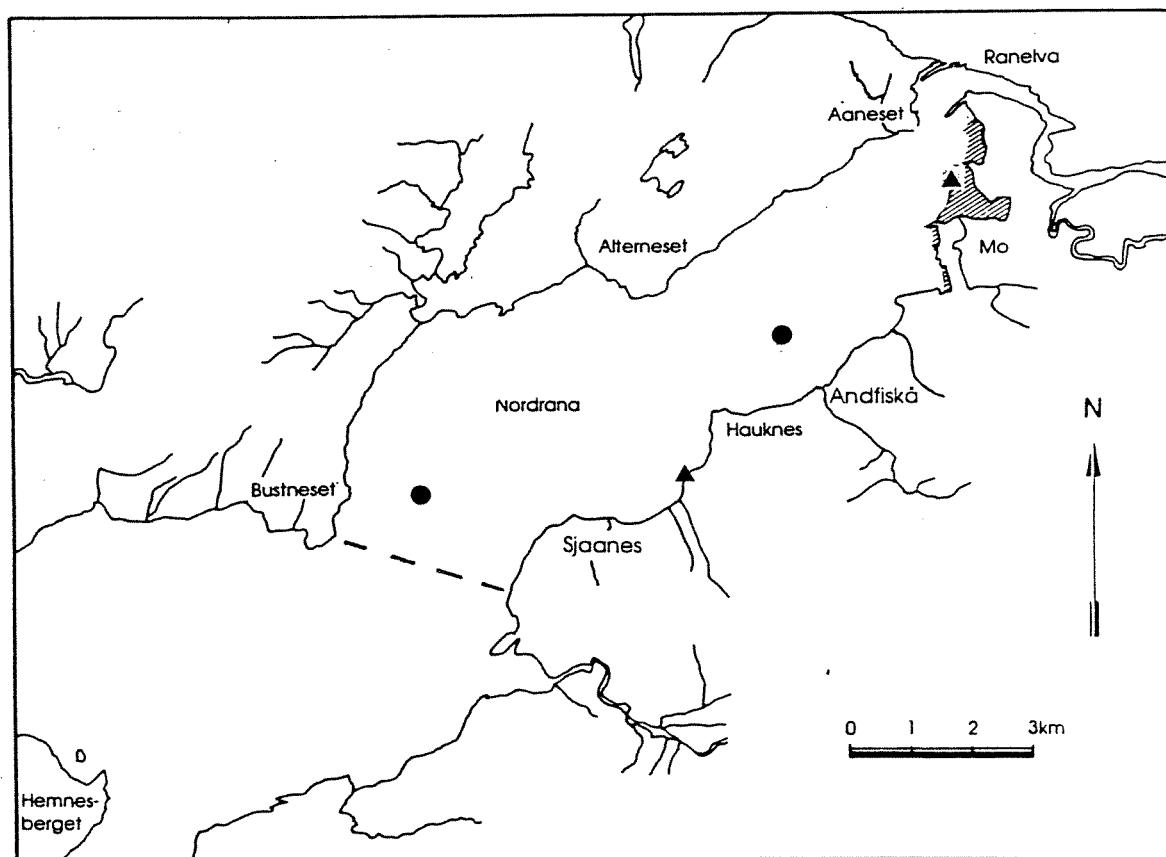 Ranelva
Aaneset
Alterneset
Mo
Nordrana
Andfiskå
N
Hauknes
Bustneset
Sjaanes
0 1 2 3km
Hemnes-
berget